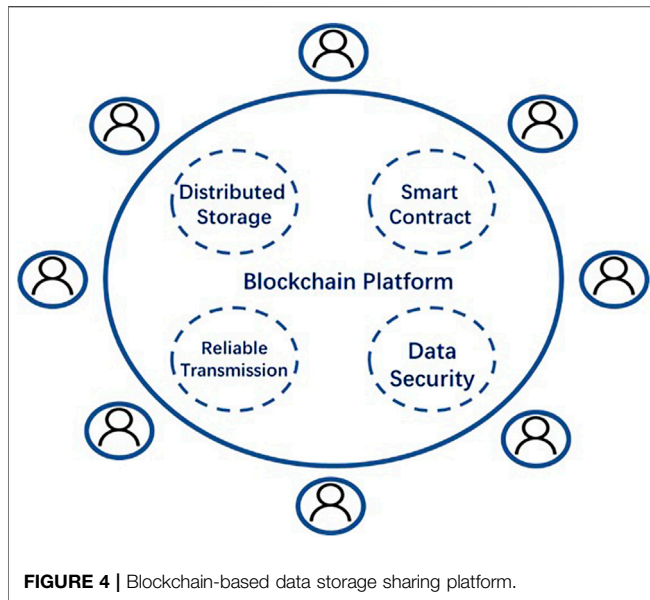 Distributed
Storage
Smart
Contract
Blockchain Platform
Reliable
Transmission
Data
Security
FIGURE 4 | Blockchain-based data storage sharing platform.